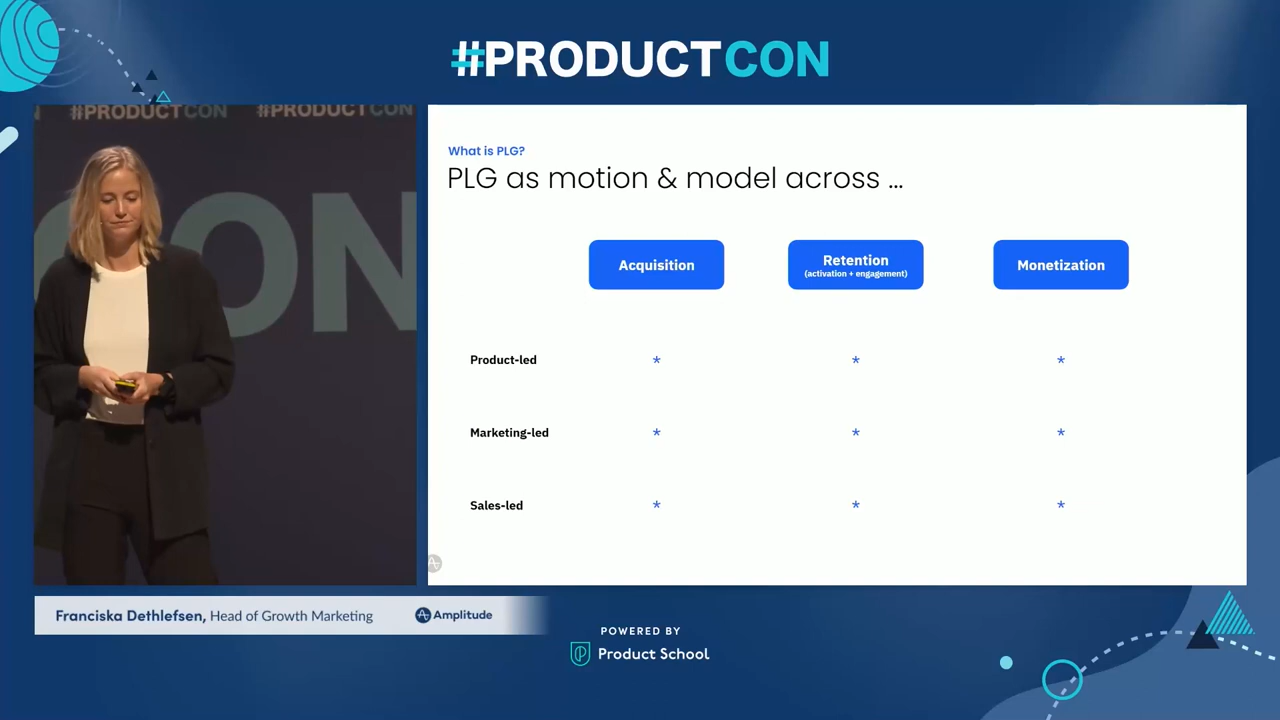 #PRODUCTCON
#PRODUCTCON
#PRODUCTCON
CON
What is PLG?
PLG as motion & model across ...
Acquisition
Retention
(activation + engagement)
Monetization
Product-led * * *
Marketing-led * * *
Sales-led * * *
Franciska Dethlefsen, Head of Growth Marketing
Amplitude
POWERED BY
Product School